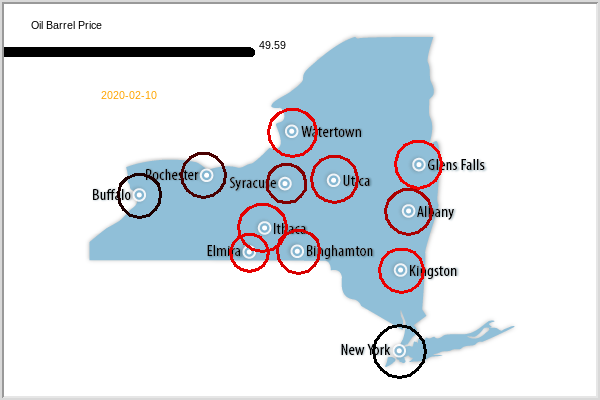 Oil Barrel Price
49.59
2020-02-10
Watertown
Rochester
Glens Falls
Syracuse
Utica
Buffalo
Albany
Ithaca
Elmira
Binghamton
Kingston
New York